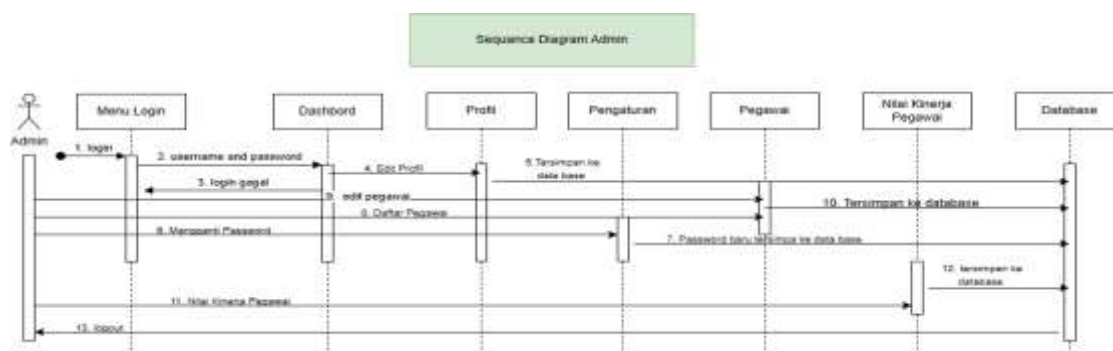 Sequance Diagram Admin
Admin
Menu Login
Dashbord
Profil
Pengaturan
Pegawai
Nilai Kinerja
Pegawai
Database
1. login
2. username and password
3. login gagal
4. Edit Profil
5.Tersimpan ke
data base
9. edit pegawai
10. Tersimpan ke database
8. Daftar Pegawai
6. Mengganti Password
7. Password baru tersimpa ke data base
12. tersimpan ke
database
11. Nilai Kinerja Pegawai
13. logout